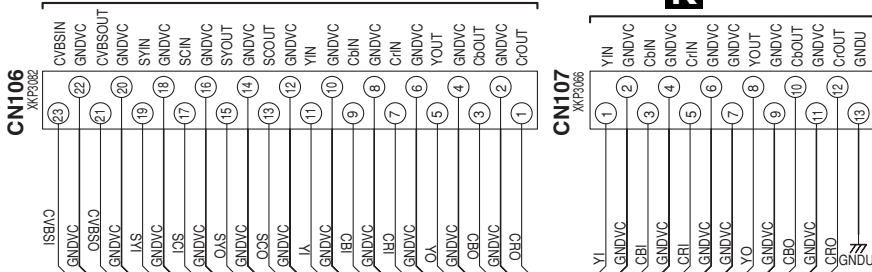 CN106
XKP3082
CVBSIN
GNDVC
CVBSOUT
GNDVC
SYIN
GNDVC
SCIN
GNDVC
SYOUT
GNDVC
SCOUT
GNDVC
YIN
GNDVC
CbIN
GNDVC
CrIN
GNDVC
YOUT
GNDVC
CbOUT
GNDVC
CrOUT
23
22
21
20
19
18
17
16
15
14
13
12
11
10
9
8
7
6
5
4
3
2
1
CVBSI
GNDVC
CVBSO
GNDVC
SYI
GNDVC
SCI
GNDVC
SYO
GNDVC
SCO
GNDVC
YI
GNDVC
CBI
GNDVC
CRI
GNDVC
YO
GNDVC
CBO
GNDVC
CRO
CN107
XKP3066
YIN
GNDVC
CbIN
GNDVC
CrIN
GNDVC
GNDVC
YOUT
GNDVC
CbOUT
GNDVC
CrOUT
GNDU
1
2
3
4
5
6
7
8
9
10
11
12
13
YI
GNDVC
CBI
GNDVC
CRI
GNDVC
GNDVC
YO
GNDVC
CBO
GNDVC
CRO
GNDU